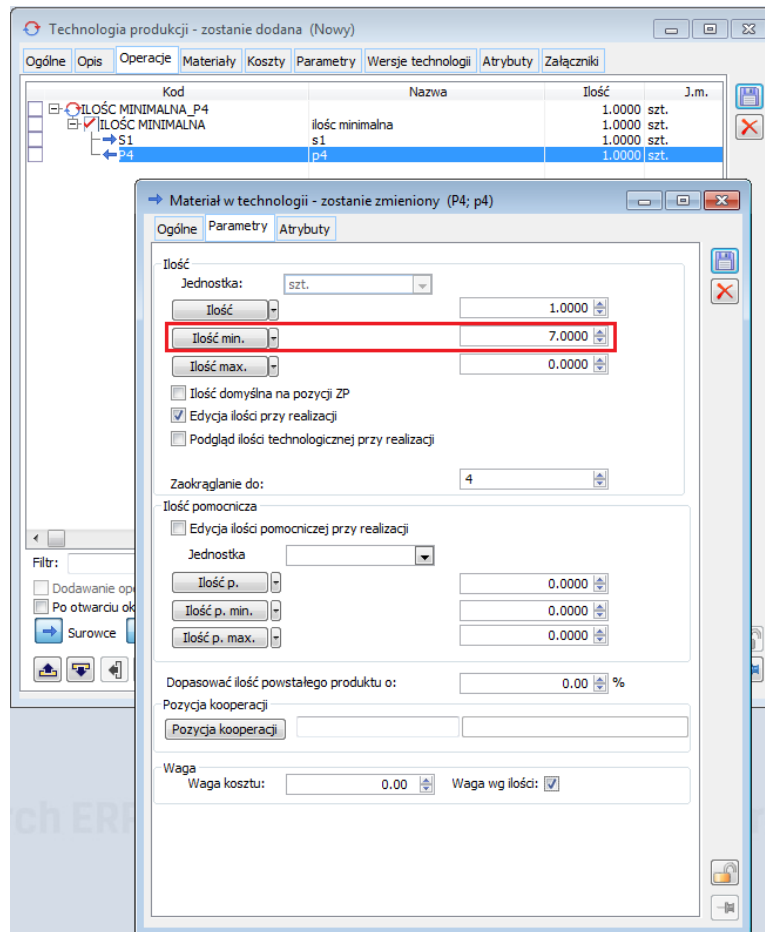 Technologia produkcji - zostanie dodana (Nowy)
Ogólne Opis Operacje Materiały Koszty Parametry Wersje technologii Atrybuty Załączniki
Kod Nazwa Ilość J.m.
ILOŚC MINIMALNA_P4 1.0000 szt.
ILOŚC MINIMALNA ilośc minimalna 1.0000 szt.
S1 s1 1.0000 szt.
P4 p4 1.0000 szt.
Materiał w technologii - zostanie zmieniony (P4; p4)
Ogólne Parametry Atrybuty
Ilość
Jednostka: szt.
Ilość 1.0000
Ilość min. 7.0000
Ilość max. 0.0000
Ilość domyślna na pozycji ZP
Edycja ilości przy realizacji
Podgląd ilości technologicznej przy realizacji
Zaokrąglanie do: 4
Ilość pomocnicza
Edycja ilości pomocniczej przy realizacji
Jednostka
Ilość p. 0.0000
Ilość p. min. 0.0000
Ilość p. max. 0.0000
Dopasować ilość powstałego produktu o: 0.00 %
Pozycja kooperacji
Pozycja kooperacji
Waga
Waga kosztu: 0.00 Waga wg ilości:
Filtr:
Dodawanie ope
Po otwarciu ok
Surowce
rch ERP